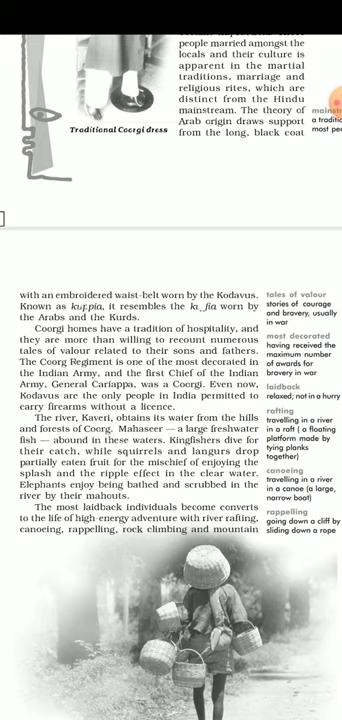 people married amongst the
locals and their culture is
apparent in the martial
traditions, marriage and
religious rites, which are
distinct from the Hindu
mainstream. The theory of
Arab origin draws support
from the long, black coat
Traditional Coorgi dress
a
most
with an embroidered waist-belt worn by the Kodavus.
Known as kuppia, it resembles the worn by
the Arabs and the Kurds.
Coorgi homes have a tradition of hospitality, and
they are more than willing to recount numerous
tales of valour related to their sons and fathers.
The Coorg Regiment is one of the most decorated in
the Indian Army, and the first Chief of the Indian
Army, General Cariappa, was a Coorgi. Even now,
Kodavus are the only people in India permitted to
carry firearms without a licence.
The river, Kaveri, obtains its water from the hills
and forests of Coorg. Mahaseer — a large freshwater
fish — abound in these waters. Kingfishers dive for
their catch, while squirrels and langurs drop
partially eaten fruit for the mischief of enjoying the
splash and the ripple effect in the clear water.
Elephants enjoy being bathed and scrubbed in the
river by their mahouts.
The most laidback individuals become converts
to the life of high-energy adventure with river rafting,
canoeing, rappelling, rock climbing and mountain
tales of valour
stories of courage
and bravery, usually
in war
most decorated
having received the
maximum number
of awards for
bravery in war
laidback
relaxed; not in a hurry
rafting
travelling in a river
in a raft ( a floating
platform made by
tying planks
together)
canoeing
travelling in a river
in a canoe (a large,
narrow boat)
rappelling
going down a cliff by
sliding down a rope